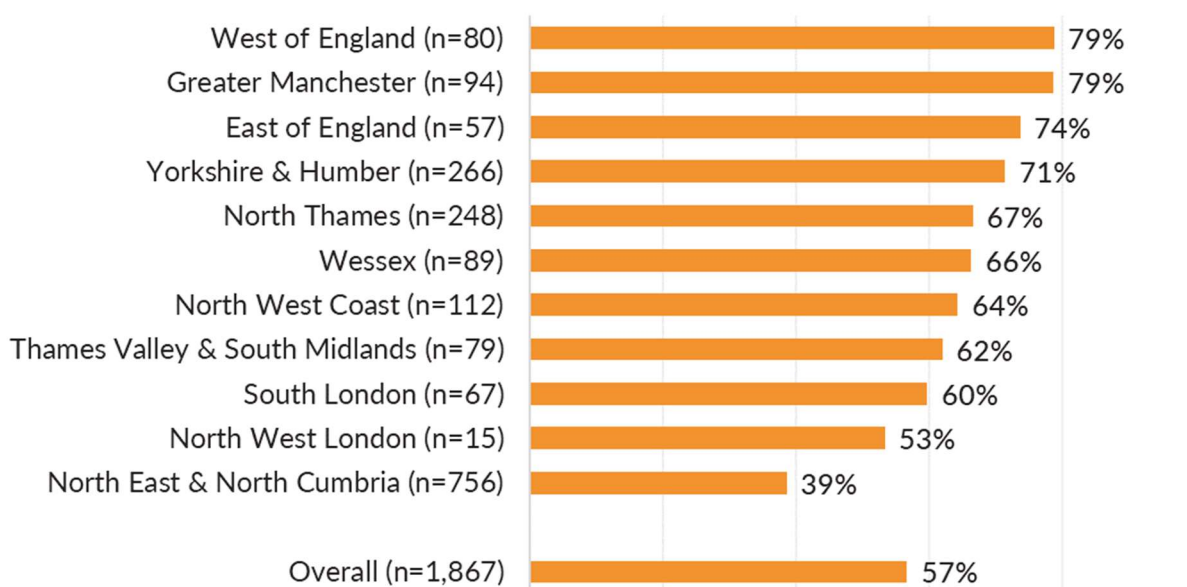 West of England (n=80) 79%
Greater Manchester (n=94) 79%
East of England (n=57) 74%
Yorkshire & Humber (n=266) 71%
North Thames (n=248) 67%
Wessex (n=89) 66%
North West Coast (n=112) 64%
Thames Valley & South Midlands (n=79) 62%
South London (n=67) 60%
North West London (n=15) 53%
North East & North Cumbria (n=756) 39%
Overall (n=1,867) 57%